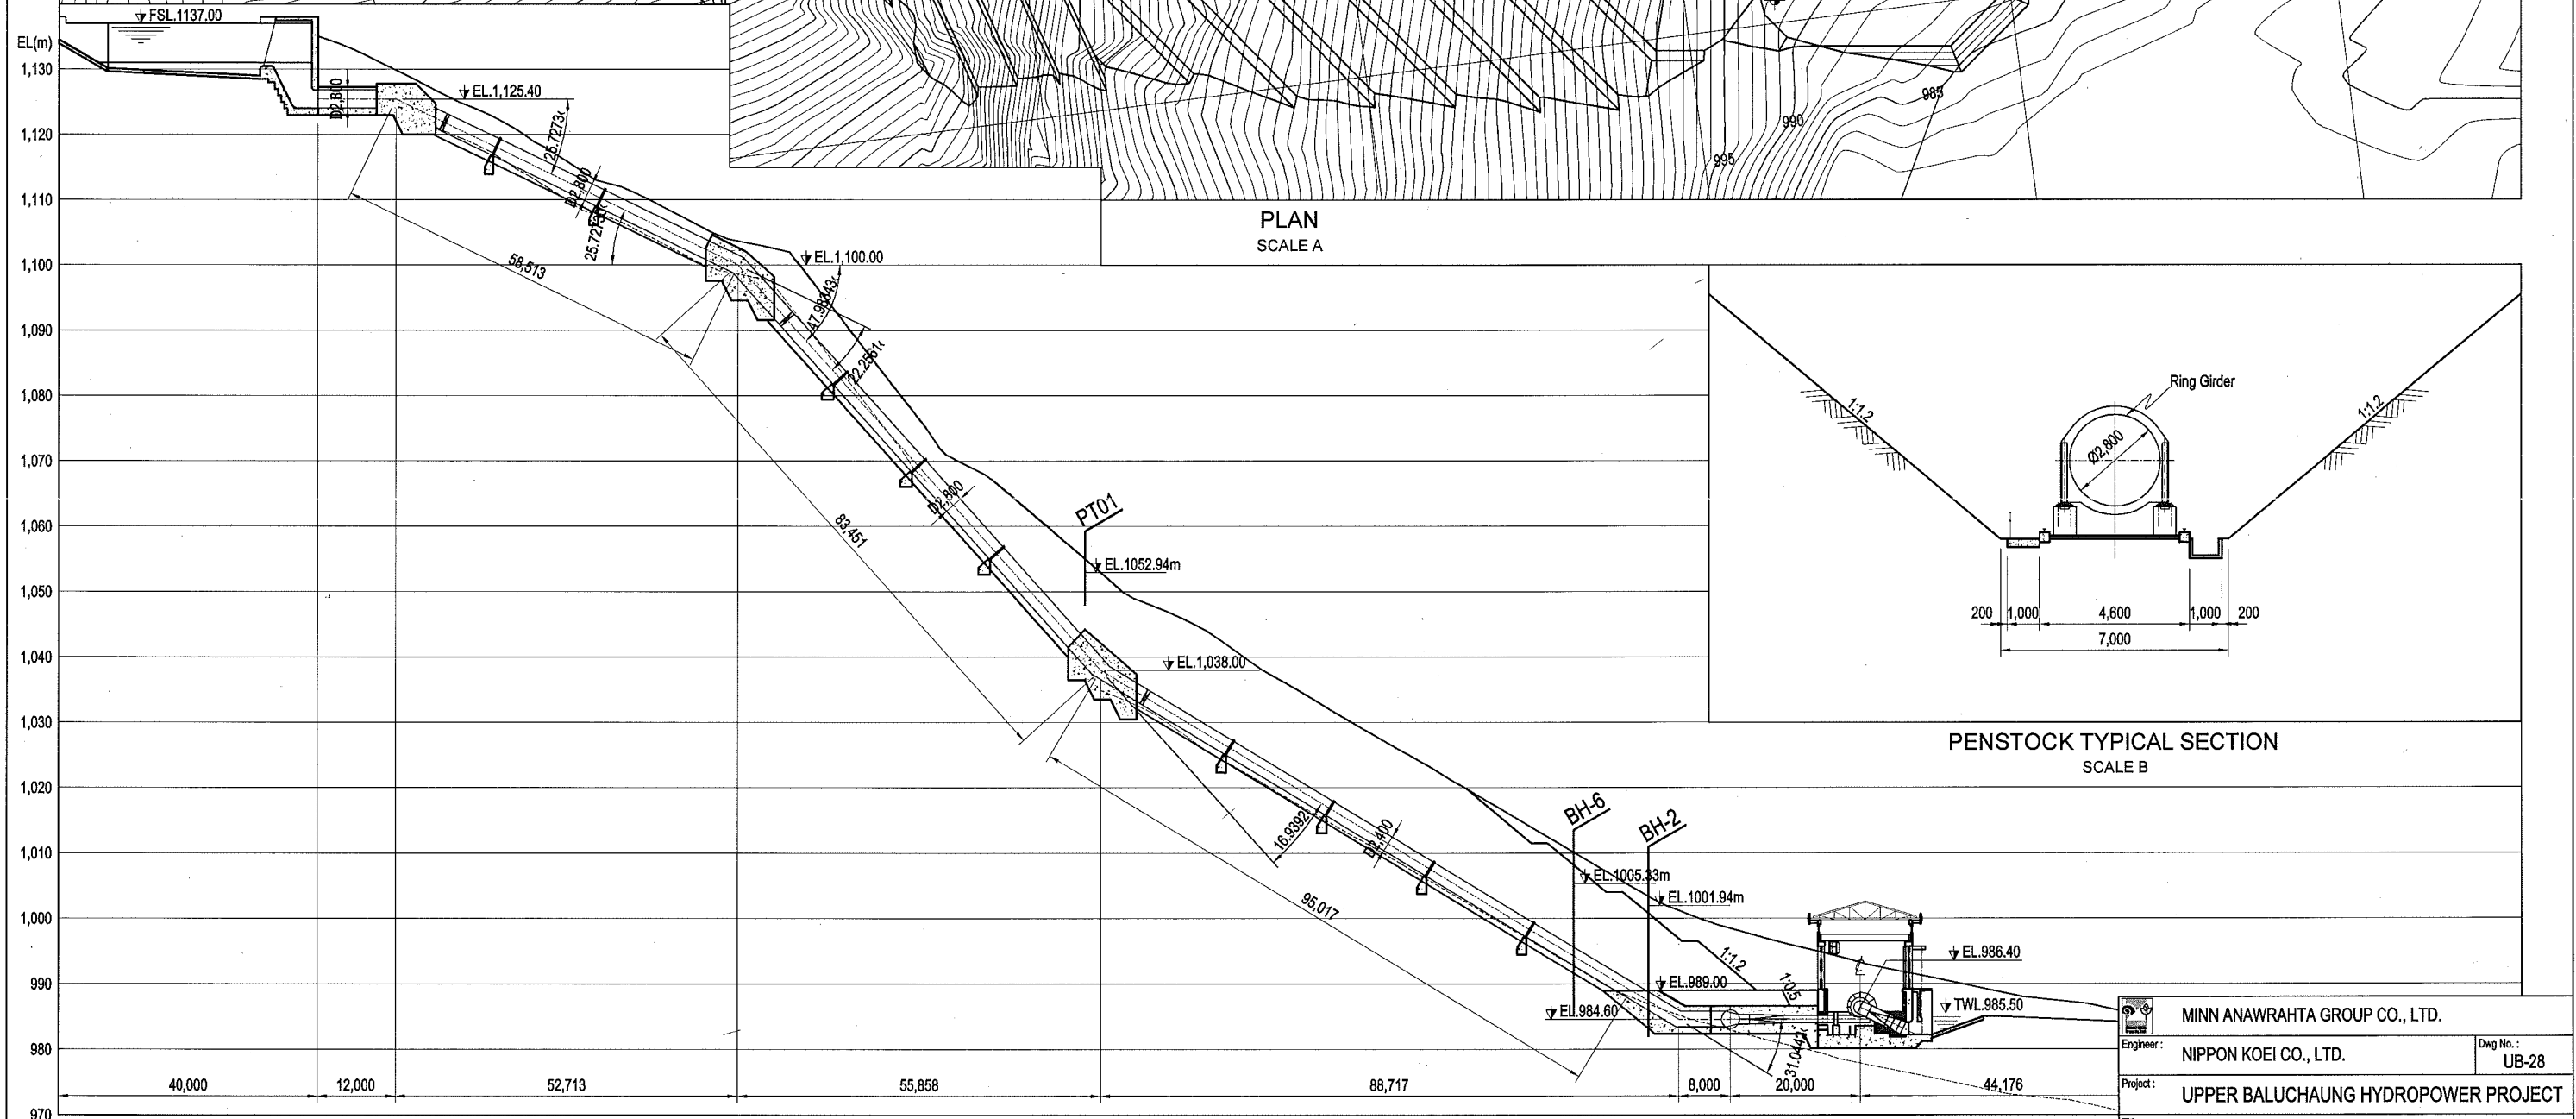 FSL.1137.00
EL(m)
1,130
1,120
1,110
1,100
1,090
1,080
1,070
1,060
1,050
1,040
1,030
1,020
1,010
1,000
990
980
970
D2,800
EL.1,125.40
25.7273
D2,800
25.7273
58,513
EL.1,100.00
47.98343
22.2561
D2,800
83,451
PT01
EL.1052.94m
EL.1,038.00
16.9392
D2,400
95,017
BH-6
BH-2
EL.1005.33m
EL.1001.94m
1:1.2
1:0.5
EL.989.00
EL.984.60
31.0442
EL.986.40
TWL.985.50
40,000
12,000
52,713
55,858
88,717
8,000
20,000
44,176
985
990
995
PLAN
SCALE A
1:1.2
1:1.2
Ring Girder
Ø2,800
200 1,000 4,600 1,000 200
7,000
PENSTOCK TYPICAL SECTION
SCALE B
MINN ANAWRAHTA GROUP CO., LTD.
Engineer : NIPPON KOEI CO., LTD.
Dwg No. :
UB-28
Project : UPPER BALUCHAUNG HYDROPOWER PROJECT